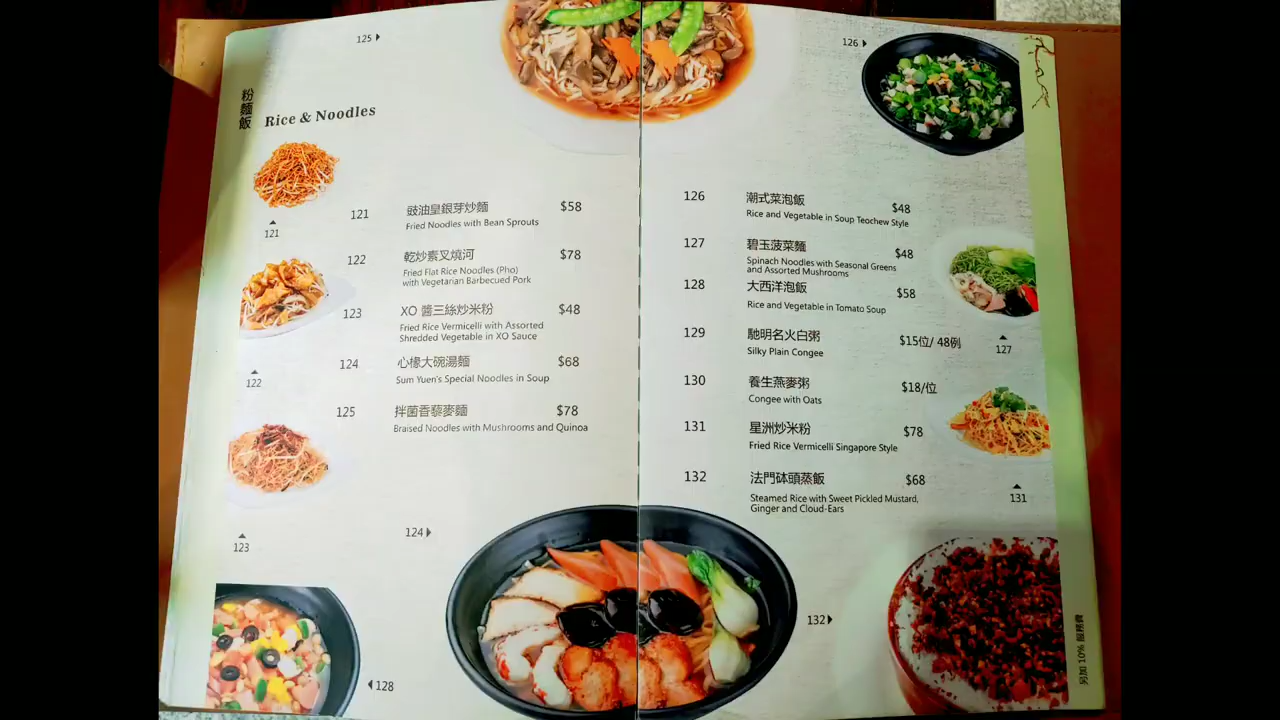 125
粉麵飯
Rice & Noodles
121
121
豉油皇銀芽炒麵
$58
Fried Noodles with Bean Sprouts
122
乾炒素叉燒河
$78
Fried Flat Rice Noodles (Pho)
with Vegetarian Barbecued Pork
123
XO 醬三絲炒米粉
$48
Fried Rice Vermicelli with Assorted
Shredded Vegetable in XO Sauce
122
124
心橼大碗湯麵
$68
Sum Yuen's Special Noodles in Soup
125
拌菌香藜麥麵
$78
Braised Noodles with Mushrooms and Quinoa
123
124
128
126
126
潮式菜泡飯
$48
Rice and Vegetable in Soup Teochew Style
127
碧玉菠菜麵
$48
Spinach Noodles with Seasonal Greens
and Assorted Mushrooms
128
大西洋泡飯
$58
Rice and Vegetable in Tomato Soup
129
馳明名火白粥
$15位/ 48例
Silky Plain Congee
127
130
養生燕麥粥
$18/位
Congee with Oats
131
星洲炒米粉
$78
Fried Rice Vermicelli Singapore Style
132
法門砵頭蒸飯
$68
Steamed Rice with Sweet Pickled Mustard,
Ginger and Cloud-Ears
131
132
另加 10% 服務費